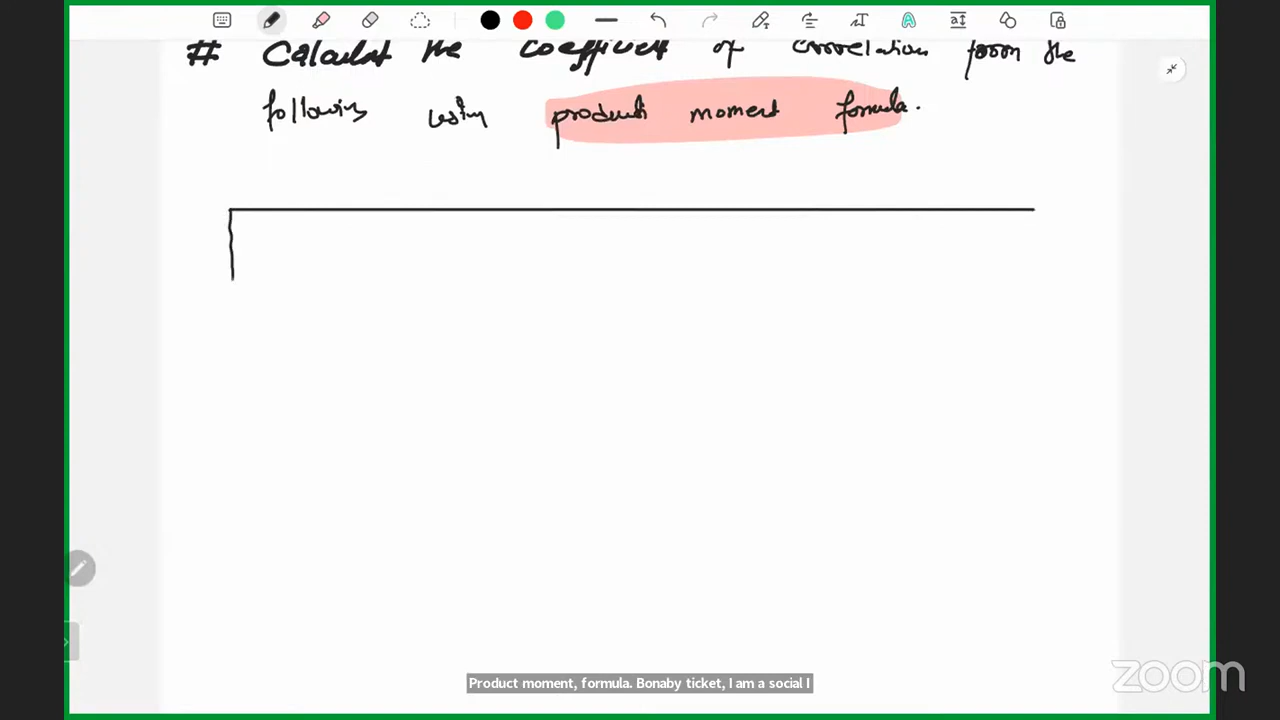 # Calculat the Coefficient of correlation from the
following using product moment formula.
Product moment, formula. Bonaby ticket, I am a social I
zoom